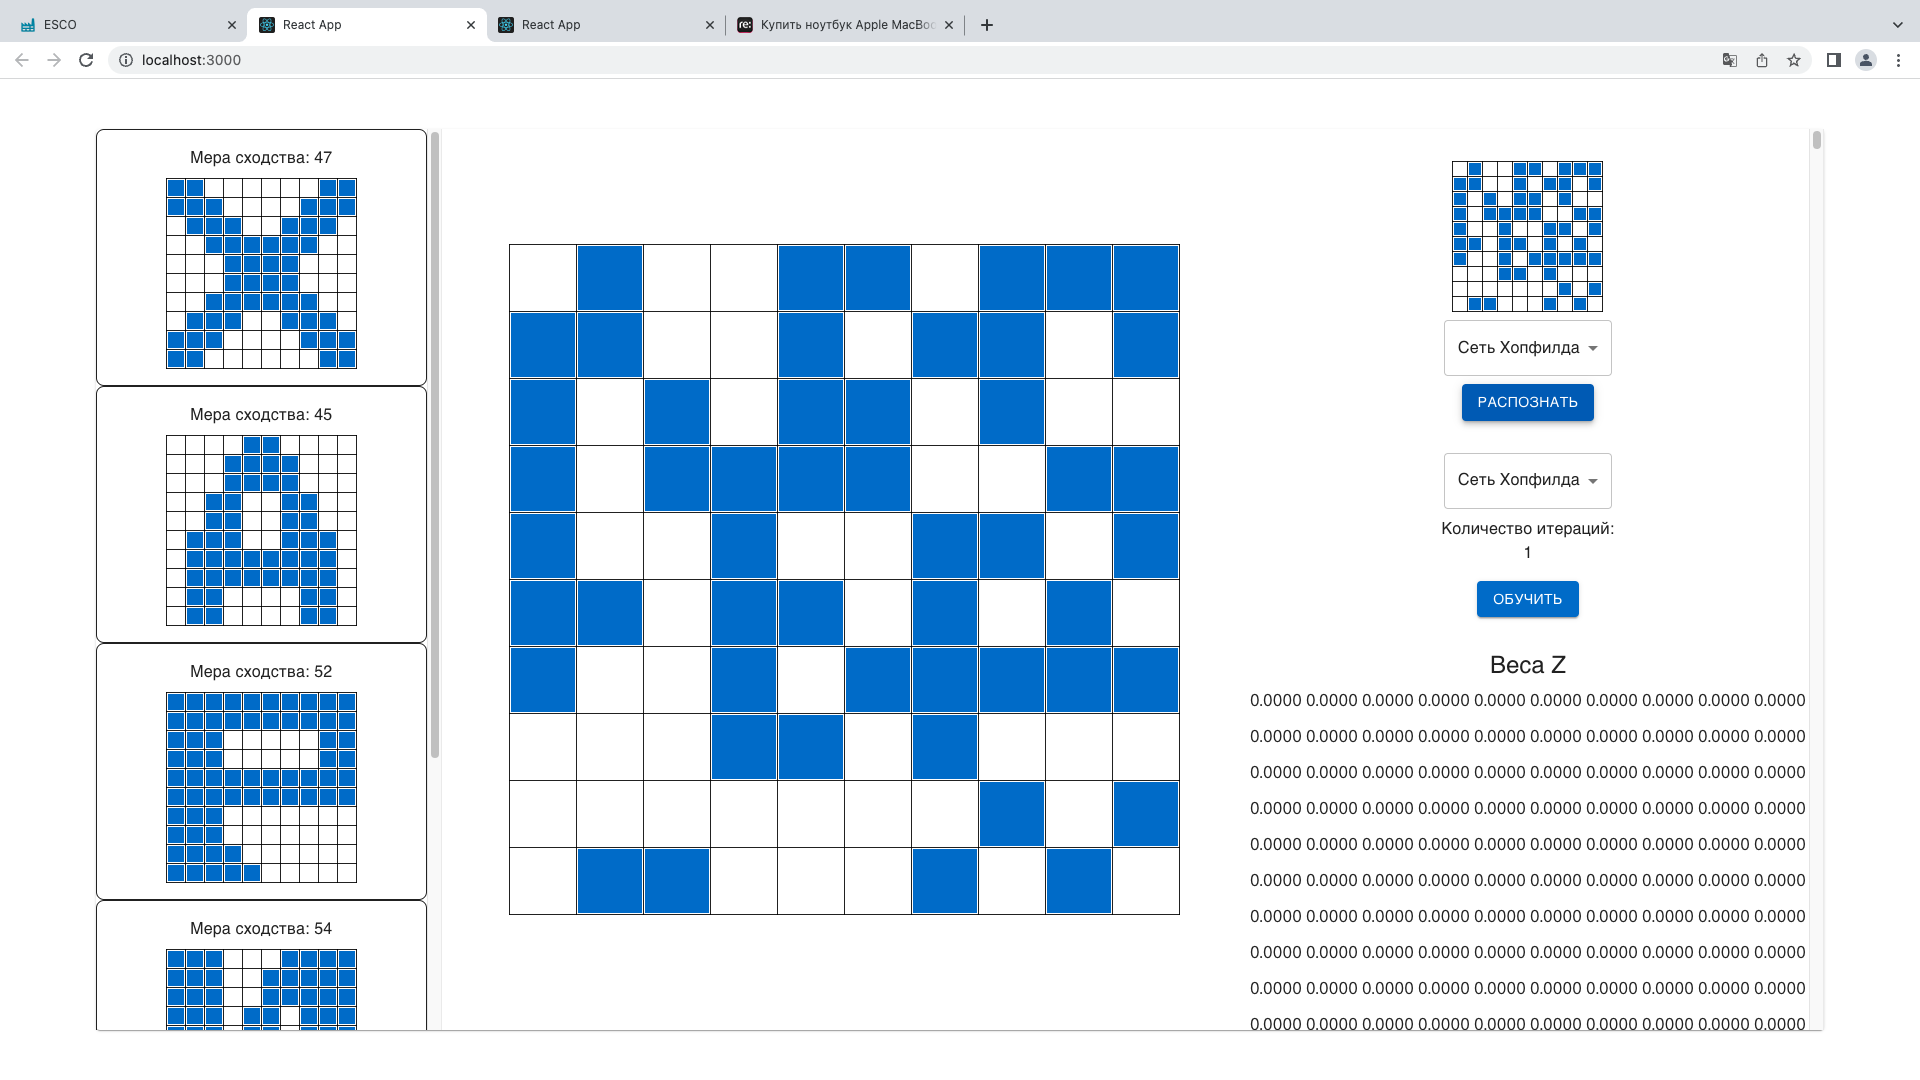 ESCO
React App
React App
Купить ноутбук Apple MacBoo
localhost:3000
Мера сходства: 47
Мера сходства: 45
Мера сходства: 52
Мера сходства: 54
Сеть Хопфилда
РАСПОЗНАТЬ
Сеть Хопфилда
Количество итераций:
1
ОБУЧИТЬ
Веса Z
0.0000 0.0000 0.0000 0.0000 0.0000 0.0000 0.0000 0.0000 0.0000 0.0000
0.0000 0.0000 0.0000 0.0000 0.0000 0.0000 0.0000 0.0000 0.0000 0.0000
0.0000 0.0000 0.0000 0.0000 0.0000 0.0000 0.0000 0.0000 0.0000 0.0000
0.0000 0.0000 0.0000 0.0000 0.0000 0.0000 0.0000 0.0000 0.0000 0.0000
0.0000 0.0000 0.0000 0.0000 0.0000 0.0000 0.0000 0.0000 0.0000 0.0000
0.0000 0.0000 0.0000 0.0000 0.0000 0.0000 0.0000 0.0000 0.0000 0.0000
0.0000 0.0000 0.0000 0.0000 0.0000 0.0000 0.0000 0.0000 0.0000 0.0000
0.0000 0.0000 0.0000 0.0000 0.0000 0.0000 0.0000 0.0000 0.0000 0.0000
0.0000 0.0000 0.0000 0.0000 0.0000 0.0000 0.0000 0.0000 0.0000 0.0000
0.0000 0.0000 0.0000 0.0000 0.0000 0.0000 0.0000 0.0000 0.0000 0.0000